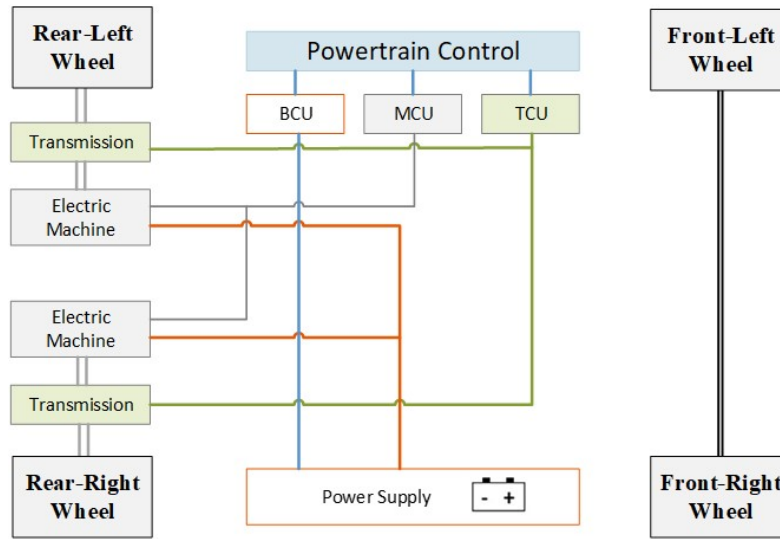 Rear-Left
Wheel
Powertrain Control
Front-Left
Wheel
BCU
MCU
TCU
Transmission
Electric
Machine
Electric
Machine
Transmission
Rear-Right
Wheel
Power Supply
- +
Front-Right
Wheel